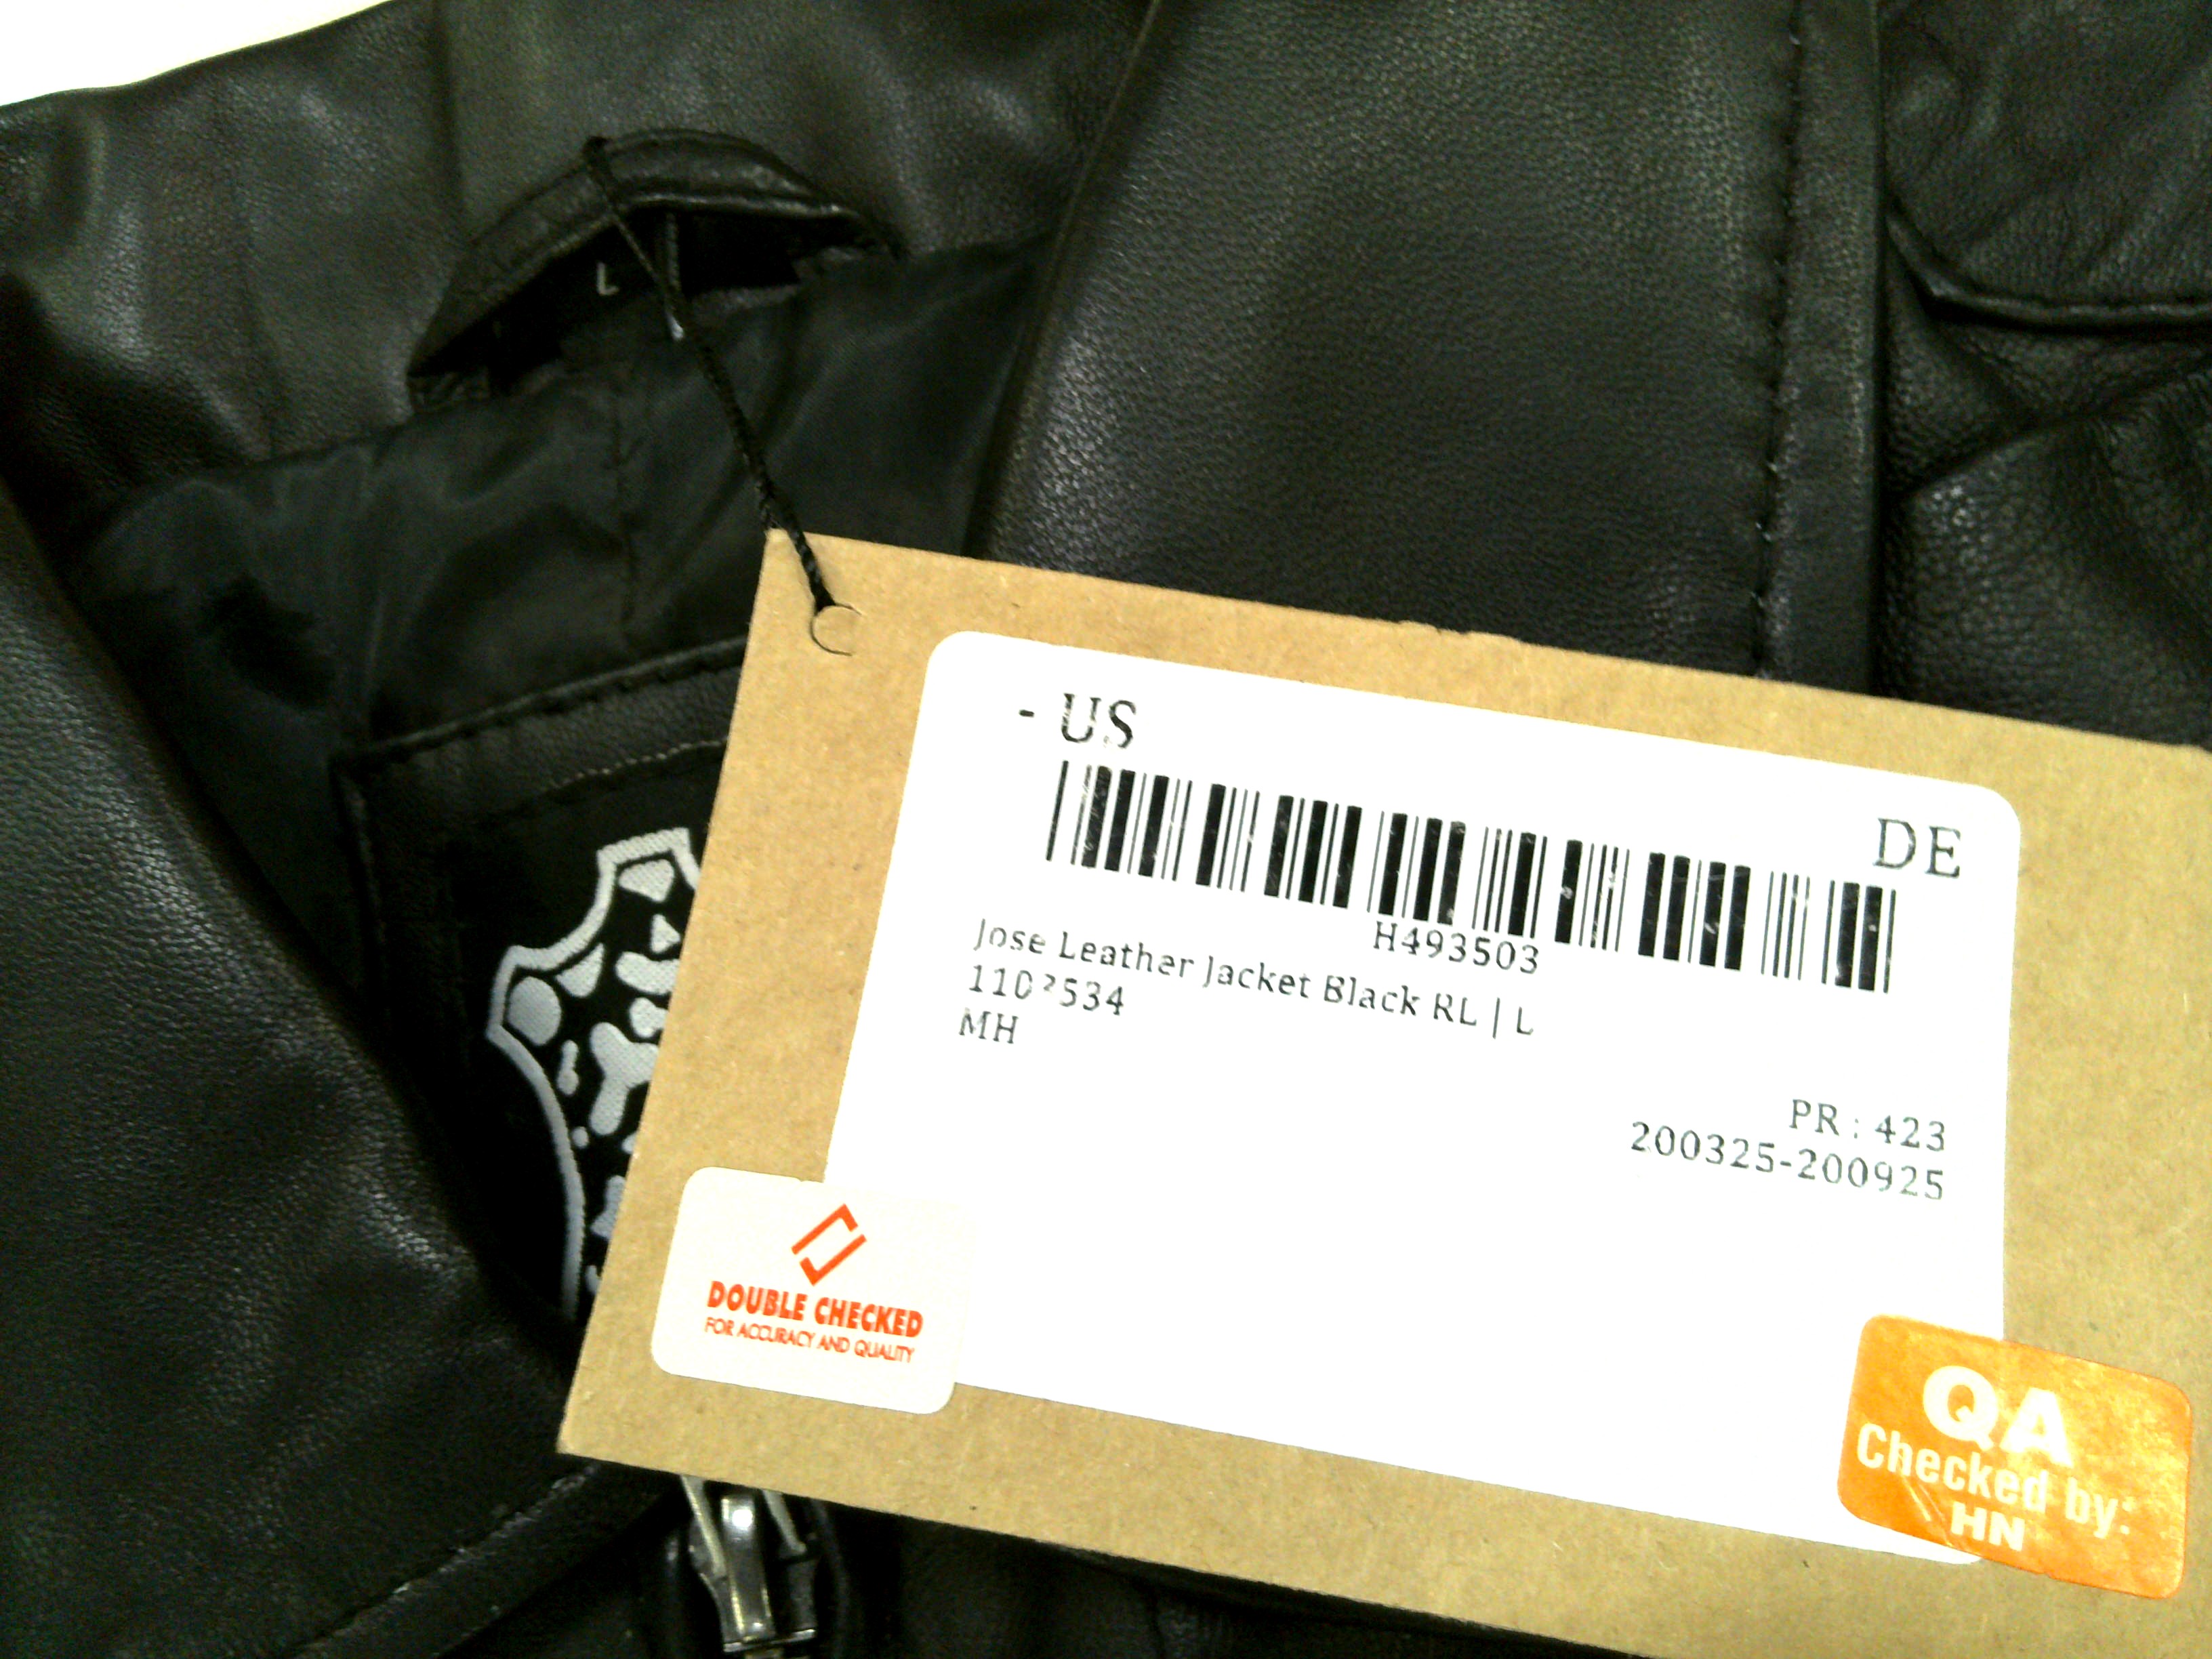 L
- US
DE
H493503
Jose Leather Jacket Black RL | L
1102534
MH
PR : 423
200325-200925
DOUBLE CHECKED
FOR ACCURACY AND QUALITY
QA
Checked by:
HN